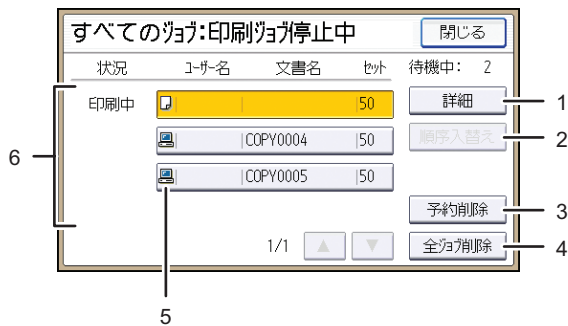 すべてのｼﾞｮﾌﾞ:印刷ｼﾞｮﾌﾞ停止中 閉じる
状況 ﾕｰｻﾞｰ名 文書名 ｾｯﾄ 待機中: 2
印刷中 50 詳細 1
COPY0004 50 順序入替え 2
6
COPY0005 50
予約削除 3
1/1 ▲ ▼ 全ｼﾞｮﾌﾞ削除 4
5